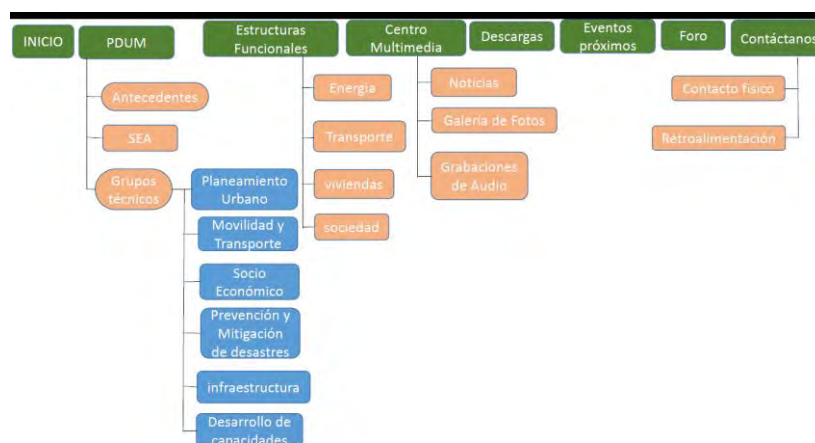 INICIO
PDUM
Estructuras
Funcionales
Centro
Multimedia
Descargas
Eventos
próximos
Foro
Contáctanos
Antecedentes
SEA
Grupos
técnicos
Planeamiento
Urbano
Movilidad y
Transporte
Socio
Económico
Prevención y
Mitigación
de desastres
infraestructura
Desarrollo de
capacidades
Energia
Transporte
viviendas
sociedad
Noticias
Galería de Fotos
Grabaciones
de Audio
Contacto físico
Retroalimentación